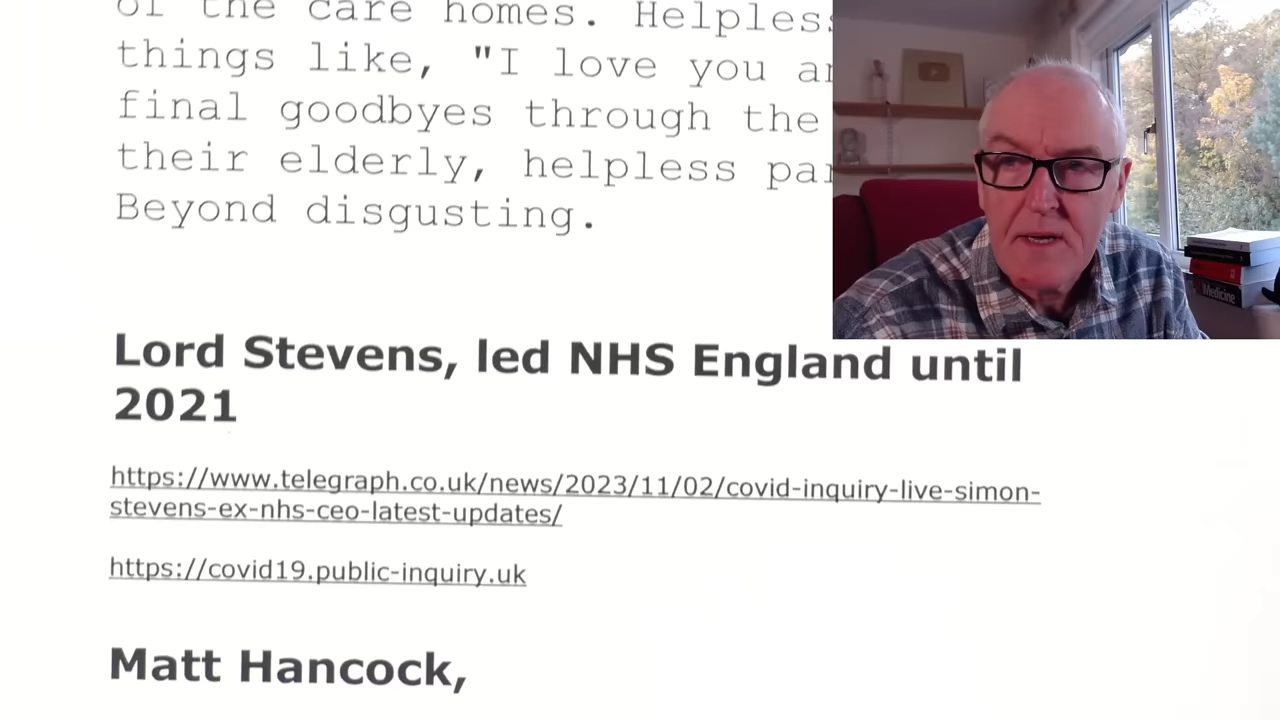 of the care homes. Helpless
things like, "I love you
final goodbyes through the
their elderly, helpless
Beyond disgusting.
Lord Stevens, led NHS England until
2021
https://www.telegraph.co.uk/news/2023/11/02/covid-inquiry-live-simon-
stevens-ex-nhs-ceo-latest-updates/
https://covid19.public-inquiry.uk
Matt Hancock,
Medicine